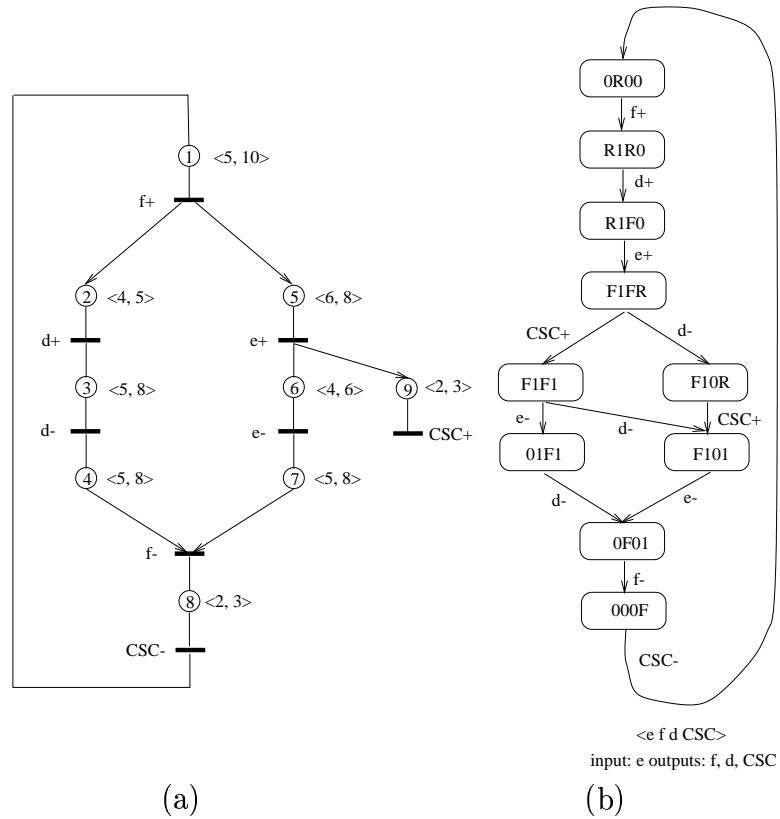 1 <5, 10>
f+
2 <4, 5>
5 <6, 8>
d+
e+
3 <5, 8>
6 <4, 6>
9 <2, 3>
d-
e-
CSC+
4 <5, 8>
7 <5, 8>
f-
8 <2, 3>
CSC-
(a)
0R00
f+
R1R0
d+
R1F0
e+
F1FR
CSC+
d-
F1F1
F10R
e-
d-
CSC+
01F1
F101
d-
e-
0F01
f-
000F
CSC-
<e f d CSC>
input: e outputs: f, d, CSC
(b)